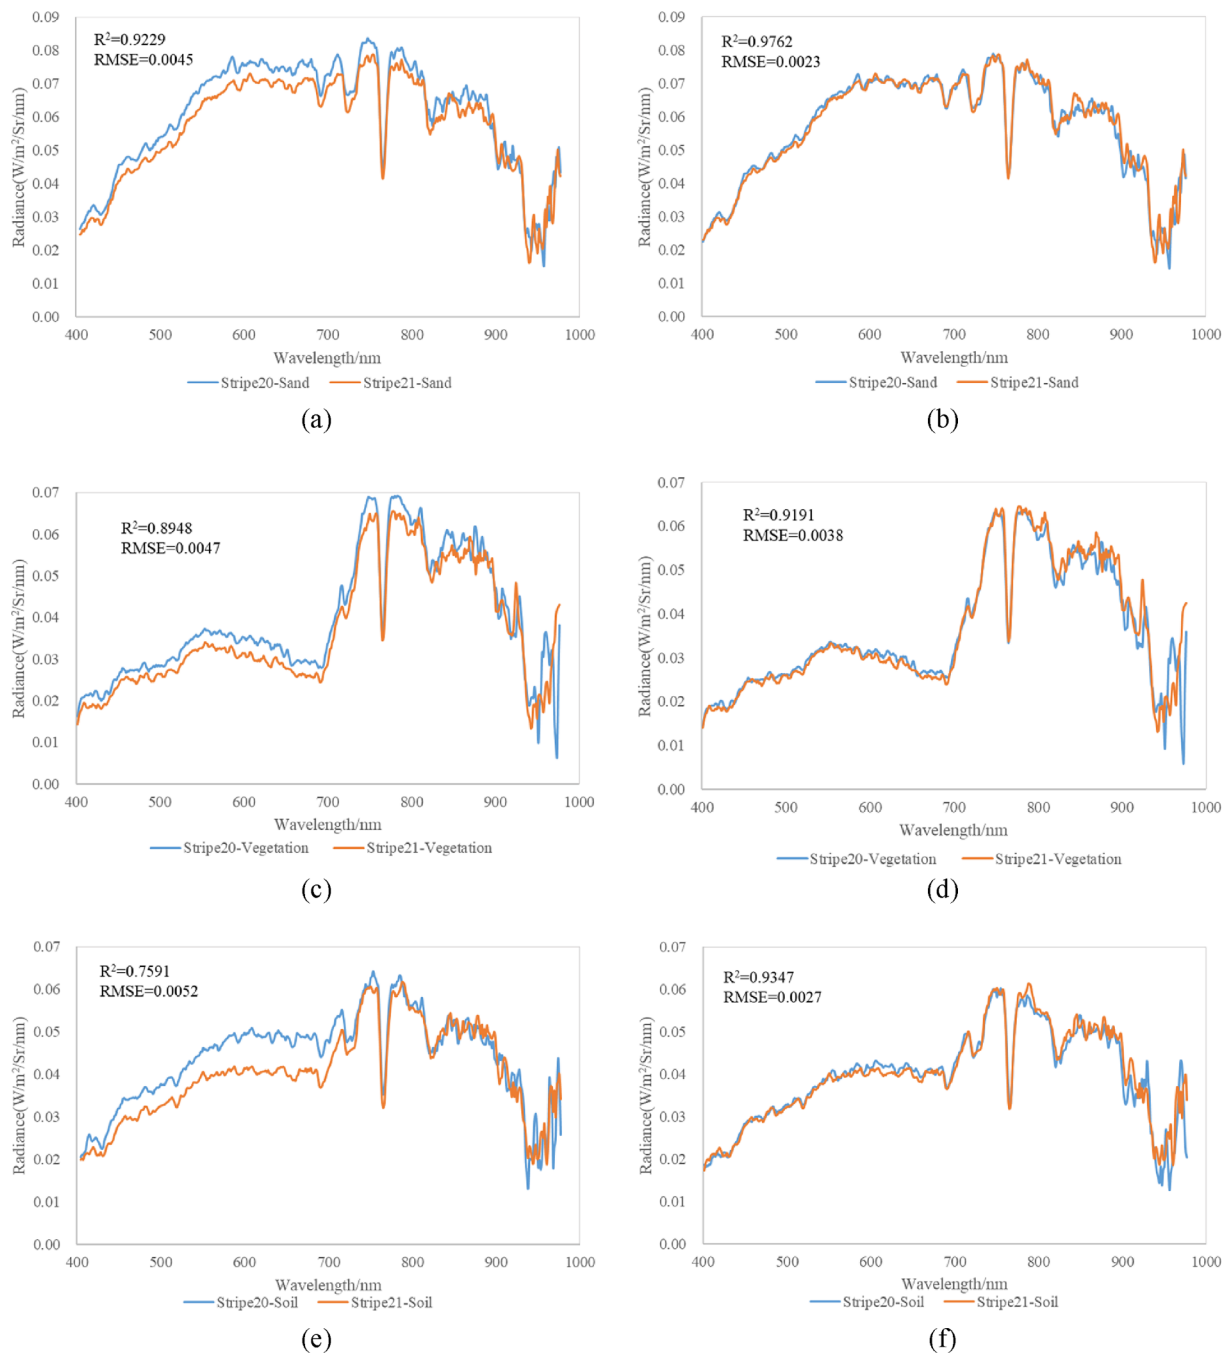 0.09
0.08
0.07
0.06
0.05
0.04
0.03
0.02
0.01
0.00
Radiance(W/m²/Sr/nm)
R²=0.9229
RMSE=0.0045
400 500 600 700 800 900 1000
Wavelength/nm
Stripe20-Sand Stripe21-Sand
(a)
0.09
0.08
0.07
0.06
0.05
0.04
0.03
0.02
0.01
0.00
Radiance(W/m²/Sr/nm)
R²=0.9762
RMSE=0.0023
400 500 600 700 800 900 1000
Wavelength/nm
Stripe20-Sand Stripe21-Sand
(b)
0.07
0.06
0.05
0.04
0.03
0.02
0.01
0.00
Radiance(W/m²/Sr/nm)
R²=0.8948
RMSE=0.0047
400 500 600 700 800 900 1000
Wavelength/nm
Stripe20-Vegetation Stripe21-Vegetation
(c)
0.07
0.06
0.05
0.04
0.03
0.02
0.01
0.00
Radiance(W/m²/Sr/nm)
R²=0.9191
RMSE=0.0038
400 500 600 700 800 900 1000
Wavelength/nm
Stripe20-Vegetation Stripe21-Vegetation
(d)
0.07
0.06
0.05
0.04
0.03
0.02
0.01
0.00
Radiance(W/m²/Sr/nm)
R²=0.7591
RMSE=0.0052
400 500 600 700 800 900 1000
Wavelength/nm
Stripe20-Soil Stripe21-Soil
(e)
0.07
0.06
0.05
0.04
0.03
0.02
0.01
0.00
Radiance(W/m²/Sr/nm)
R²=0.9347
RMSE=0.0027
400 500 600 700 800 900 1000
Wavelength/nm
Stripe20-Soil Stripe21-Soil
(f)